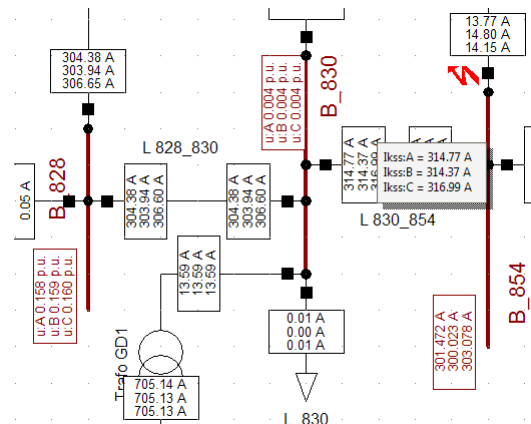 304.38 A
303.94 A
306.65 A
13.77 A
14.80 A
14.15 A
u:A 0.004 p.u.
u:B 0.004 p.u.
u:C 0.004 p.u.
B_830
L 828_830
B_828
0.05 A
304.38 A
303.94 A
306.60 A
304.38 A
303.94 A
306.60 A
314.77 A
314.37 A
316.99 A
Ikss:A = 314.77 A
Ikss:B = 314.37 A
Ikss:C = 316.99 A
L 830_854
u:A 0.158 p.u.
u:B 0.159 p.u.
u:C 0.160 p.u.
13.59 A
13.59 A
13.59 A
B_854
301.472 A
300.023 A
303.078 A
0.01 A
0.00 A
0.01 A
Trafo GD1
705.14 A
705.13 A
705.13 A
L_830